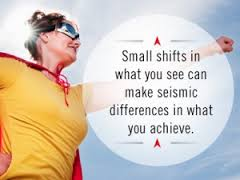 Small shifts in
what you see can
make seismic
differences in what
you achieve.